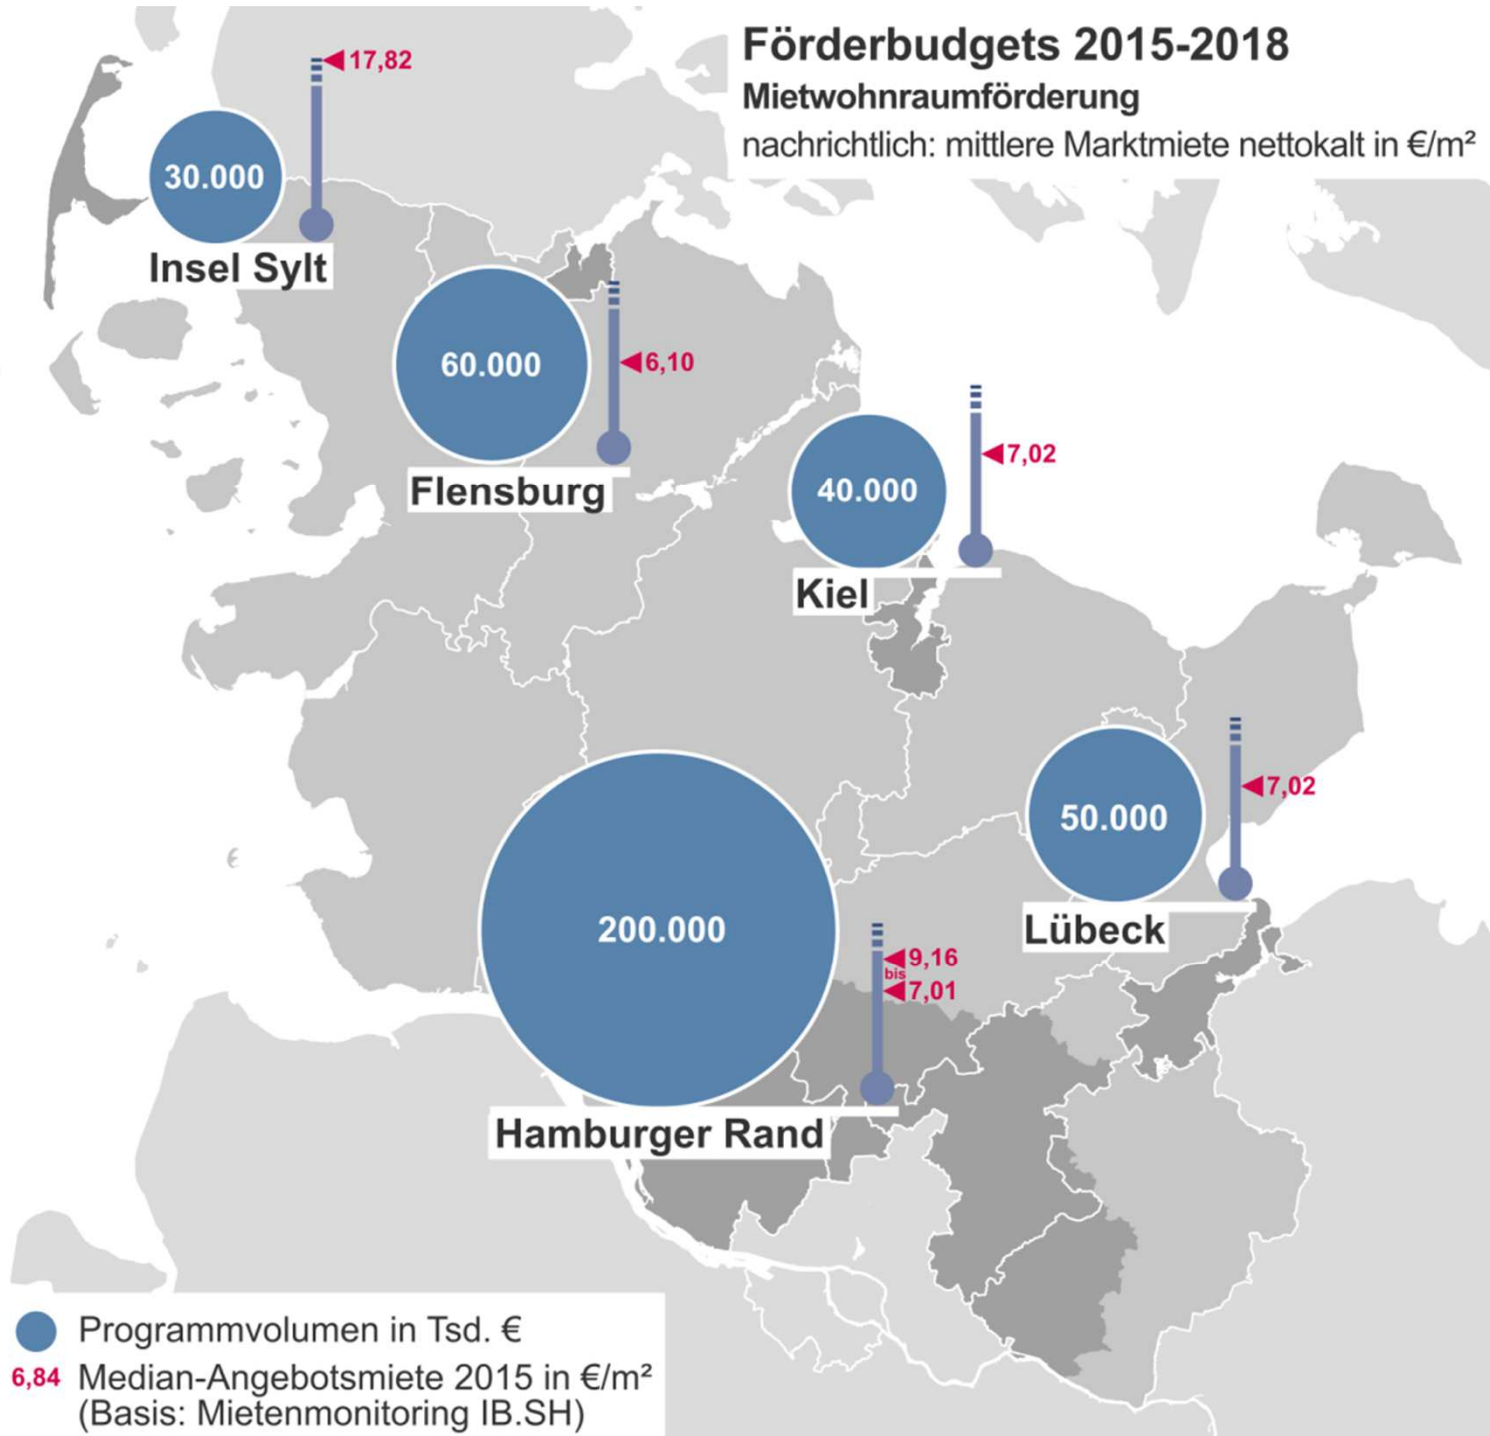 Förderbudgets 2015-2018
Mietwohnraumförderung
nachrichtlich: mittlere Marktmiete nettokalt in €/m²
17,82
30.000
Insel Sylt
60.000
6,10
Flensburg
40.000
7,02
Kiel
50.000
7,02
Lübeck
200.000
9,16
bis
7,01
Hamburger Rand
Programmvolumen in Tsd. €
6,84 Median-Angebotsmiete 2015 in €/m²
(Basis: Mietenmonitoring IB.SH)